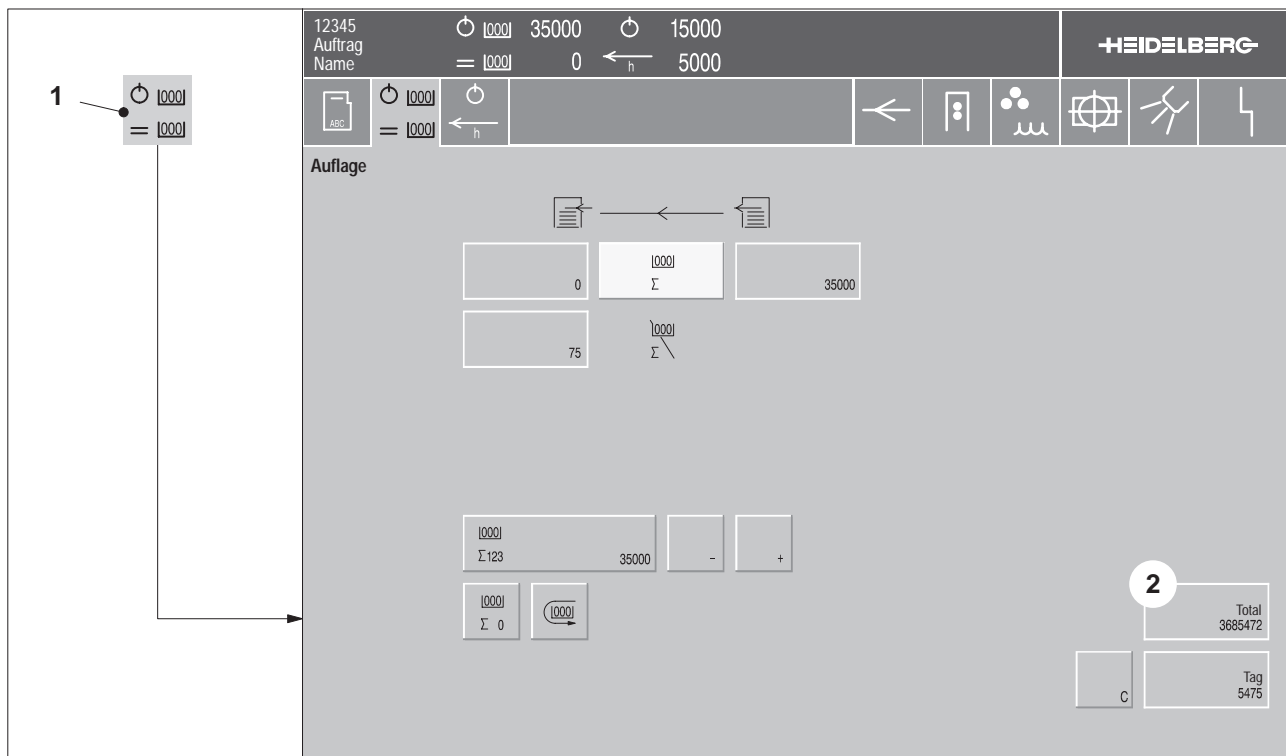 12345
Auftrag
Name
000 35000 15000
= 000 0 h 5000
HEIDELBERG
1
000
= 000
ABC
000
= 000
h
Auflage
0
000
Σ
35000
75
000
Σ
000
Σ123 35000
-
+
000
Σ 0
000
2
Total
3685472
C
Tag
5475